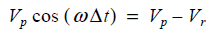 Vₚ cos (ωΔt) = Vₚ – Vᵣ